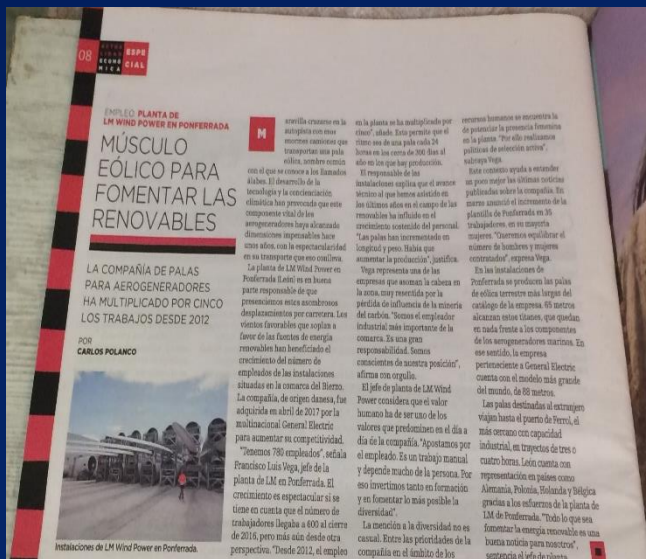 08
ACTUA
LIDAD
ECONÓ
MICA
ESPE
CIAL
EMPLEO PLANTA DE
LM WIND POWER EN PONFERRADA
MÚSCULO
EÓLICO PARA
FOMENTAR LAS
RENOVABLES
LA COMPAÑÍA DE PALAS
PARA AEROGENERADORES
HA MULTIPLICADO POR CINCO
LOS TRABAJOS DESDE 2012
POR
CARLOS POLANCO
Instalaciones de LM Wind Power en Ponferrada.
M
aravilla cruzarse en la
autopista con esos
enormes camiones que
transportan una pala
eólica, nombre común
con el que se conoce a los llamados
álabes. El desarrollo de la
tecnología y la concienciación
climática han provocado que este
componente vital de los
aerogeneradores haya alcanzado
dimensiones impensables hace
unos años, con la espectacularidad
en su transporte que eso conlleva.
La planta de LM Wind Power en
Ponferrada (León) es en buena
parte responsable de que
presenciemos estos asombrosos
desplazamientos por carretera. Los
vientos favorables que soplan a
favor de las fuentes de energía
renovables han beneficiado el
crecimiento del número de
empleados de las instalaciones
situadas en la comarca del Bierzo.
La compañía, de origen danesa, fue
adquirida en abril de 2017 por la
multinacional General Electric
para aumentar su competitividad.
"Tenemos 780 empleados", señala
Francisco Luis Vega, jefe de la
planta de LM en Ponferrada. El
crecimiento es espectacular si se
tiene en cuenta que el número de
trabajadores llegaba a 600 al cierre
de 2016, pero más aún desde otra
perspectiva. "Desde 2012, el empleo
en la planta se ha multiplicado por
cinco", añade. Esto permite que el
ritmo sea de una pala cada 24
horas en los cerca de 300 días al
año en los que hay producción.
El responsable de las
instalaciones explica que el avance
técnico al que hemos asistido en
los últimos años en el campo de las
renovables ha influido en el
crecimiento sostenido del personal.
"Las palas han incrementado en
longitud y peso. Había que
aumentar la producción", justifica.
Vega representa una de las
empresas que asoman la cabeza en
la zona, muy resentida por la
pérdida de influencia de la minería
del carbón. "Somos el empleador
industrial más importante de la
comarca. Es una gran
responsabilidad. Somos
conscientes de nuestra posición",
afirma con orgullo.
El jefe de planta de LM Wind
Power considera que el valor
humano ha de ser uno de los
valores que predominen en el día a
día de la compañía. "Apostamos por
el empleado. Es un trabajo manual
y depende mucho de la persona. Por
eso invertimos tanto en formación
y en fomentar lo más posible la
diversidad".
La mención a la diversidad no es
casual. Entre las prioridades de la
compañía en el ámbito de los
recursos humanos se encuentra la
de potenciar la presencia femenina
en la planta. "Por ello realizamos
políticas de selección activa",
subraya Vega.
Este contexto ayuda a entender
un poco mejor las últimas noticias
publicadas sobre la compañía. En
marzo anunció el incremento de la
plantilla de Ponferrada en 35
trabajadores, en su mayoría
mujeres. "Queremos equilibrar el
número de hombres y mujeres
contratados", expresa Vega.
En las instalaciones de
Ponferrada se producen las palas
de eólica terrestre más largas del
catálogo de la empresa. 65 metros
alcanzan estos titanes, que quedan
en nada frente a los componentes
de los aerogeneradores marinos. En
ese sentido, la empresa
perteneciente a General Electric
cuenta con el modelo más grande
del mundo, de 88 metros.
Las palas destinadas al extranjero
viajan hasta el puerto de Ferrol, el
más cercano con capacidad
industrial, en trayectos de tres o
cuatro horas. León cuenta con
representación en países como
Alemania, Polonia, Holanda y Bélgica
gracias a los esfuerzos de la planta de
LM de Ponferrada. "Todo lo que sea
fomentar la energía renovable es una
buena noticia para nosotros",
sentencia el jefe de planta.